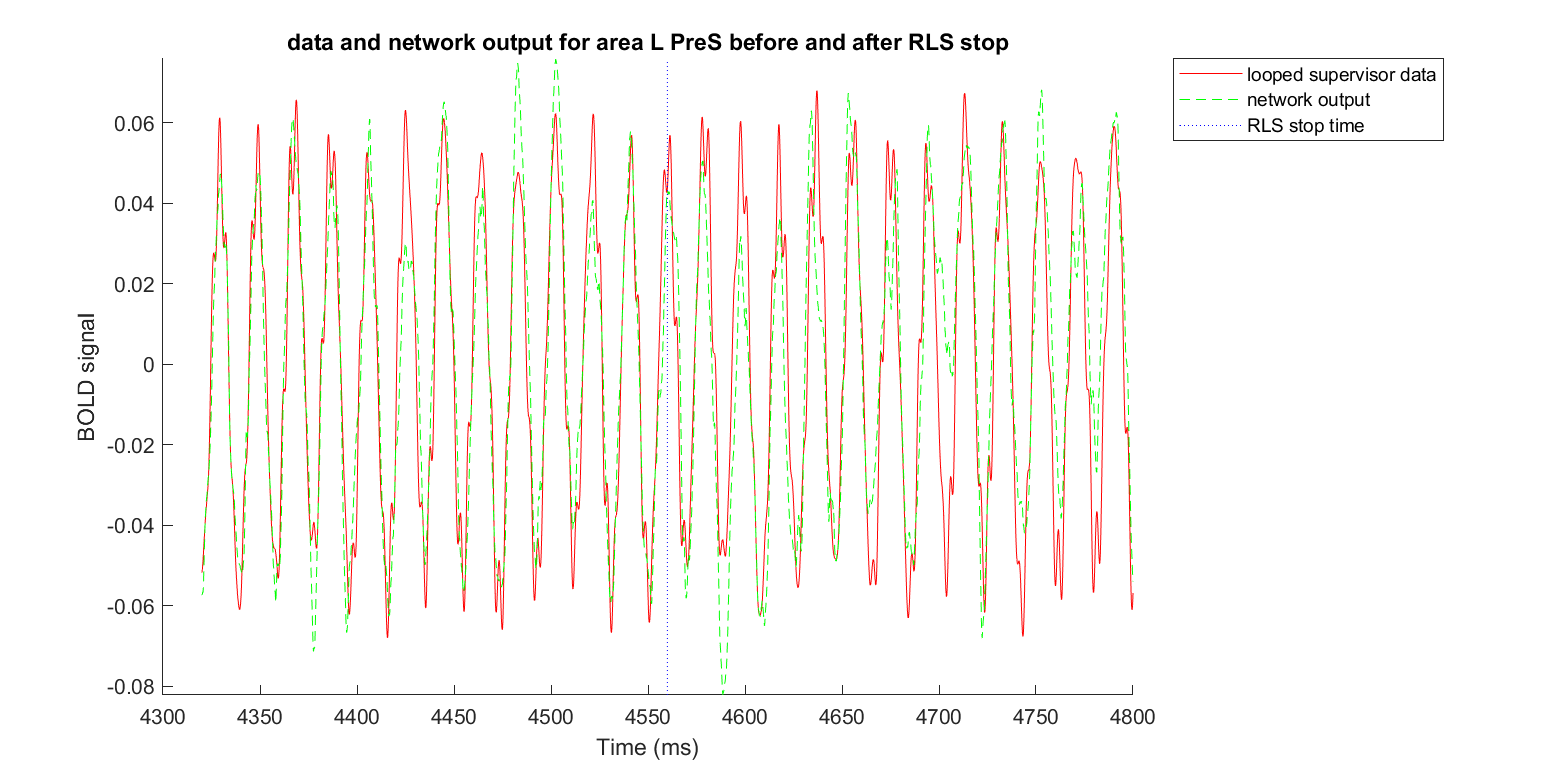 data and network output for area L PreS before and after RLS stop
looped supervisor data
network output
RLS stop time
BOLD signal
0.06
0.04
0.02
0
-0.02
-0.04
-0.06
-0.08
4300 4350 4400 4450 4500 4550 4600 4650 4700 4750 4800
Time (ms)